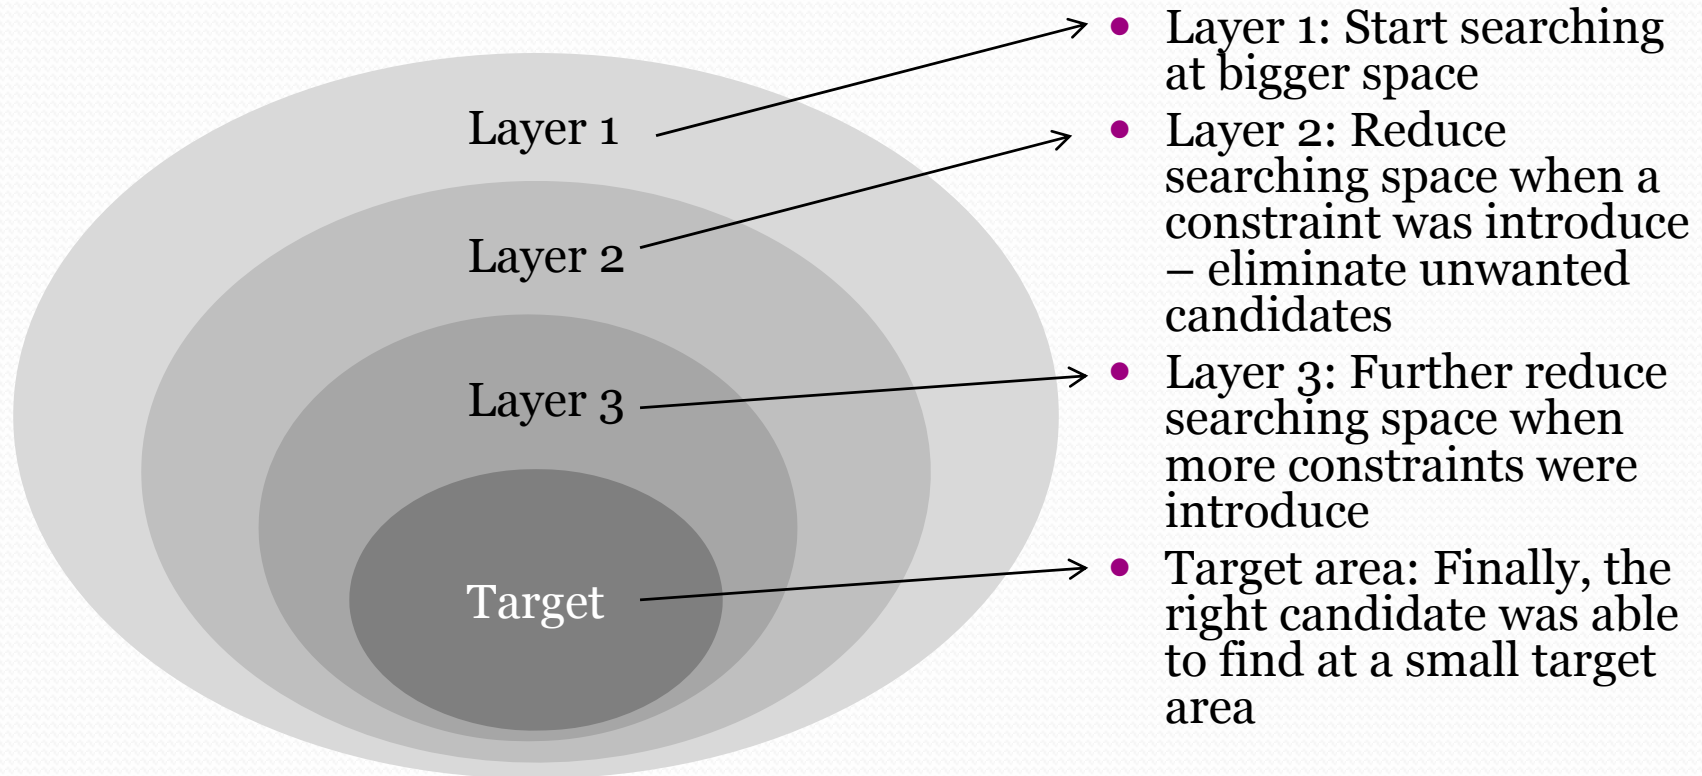 Layer 1
Layer 2
Layer 3
Target
• Layer 1: Start searching
at bigger space
• Layer 2: Reduce
searching space when a
constraint was introduce
– eliminate unwanted
candidates
• Layer 3: Further reduce
searching space when
more constraints were
introduce
• Target area: Finally, the
right candidate was able
to find at a small target
area